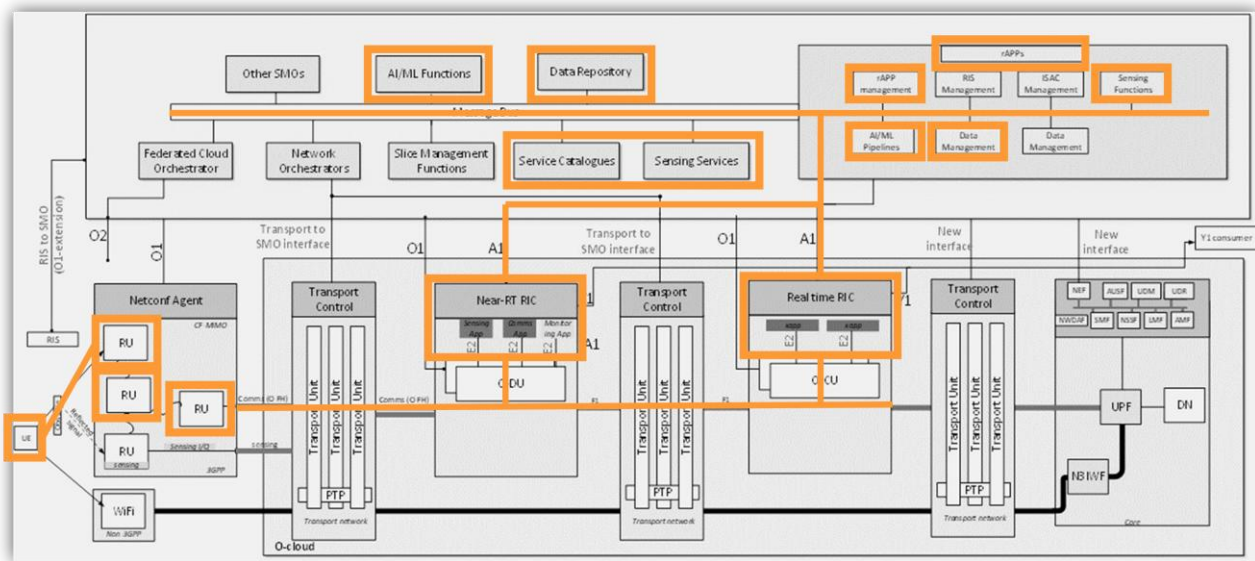 rAPPs
Other SMOs
AI/ML Functions
Data Repository
rAPP management
RIS Management
ISAC Management
Sensing Functions
Federated Cloud Orchestrator
Network Orchestrators
Slice Management Functions
Service Catalogues
Sensing Services
AI/ML Pipelines
Data Management
Data Management
RIS to SMO
(O1-extension)
O2
O1
Transport to
SMO interface
O1
A1
Transport to
SMO interface
O1
A1
New
interface
New
interface
Y1 consumer
Netconf Agent
CF MIMO
Transport
Control
Near-RT RIC
Sensing App
Monitoring App
E2
E2
E2
A1
Transport
Control
Real time RIC
xapp
xapp
E2
E2
Transport
Control
NEF
AUSF
UDM
UDR
NWDAF
SMF
NSSF
LMF
AMF
RIS
RU
RU
RU
RU
sensing
UE
Reflected
signal
Comms (O FH)
Sensing I/Q
3GPP
sensing
Comms (O FH)
F1
F1
Transport Unit
Transport Unit
Transport Unit
PTP
Transport network
Transport Unit
Transport Unit
Transport Unit
PTP
Transport network
Transport Unit
Transport Unit
Transport Unit
PTP
Transport network
UPF
DN
N3IWF
Core
WiFi
Non 3GPP
O-cloud